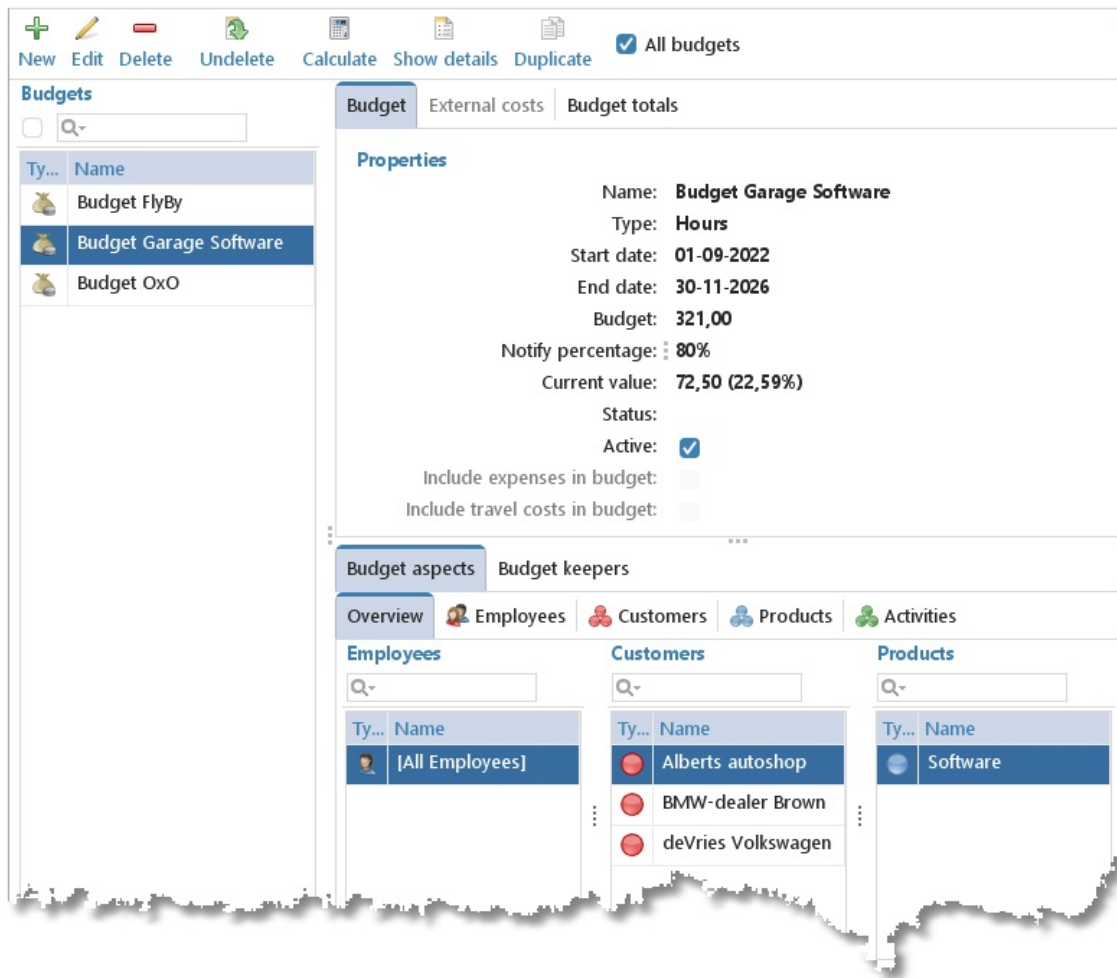 New Edit Delete Undelete Calculate Show details Duplicate All budgets
Budgets
Ty... Name
Budget FlyBy
Budget Garage Software
Budget OxO
Budget External costs Budget totals
Properties
Name: Budget Garage Software
Type: Hours
Start date: 01-09-2022
End date: 30-11-2026
Budget: 321,00
Notify percentage: 80%
Current value: 72,50 (22,59%)
Status:
Active:
Include expenses in budget:
Include travel costs in budget:
Budget aspects Budget keepers
Overview Employees Customers Products Activities
Employees
Ty... Name
[All Employees]
Customers
Ty... Name
Alberts autoshop
BMW-dealer Brown
deVries Volkswagen
Products
Ty... Name
Software